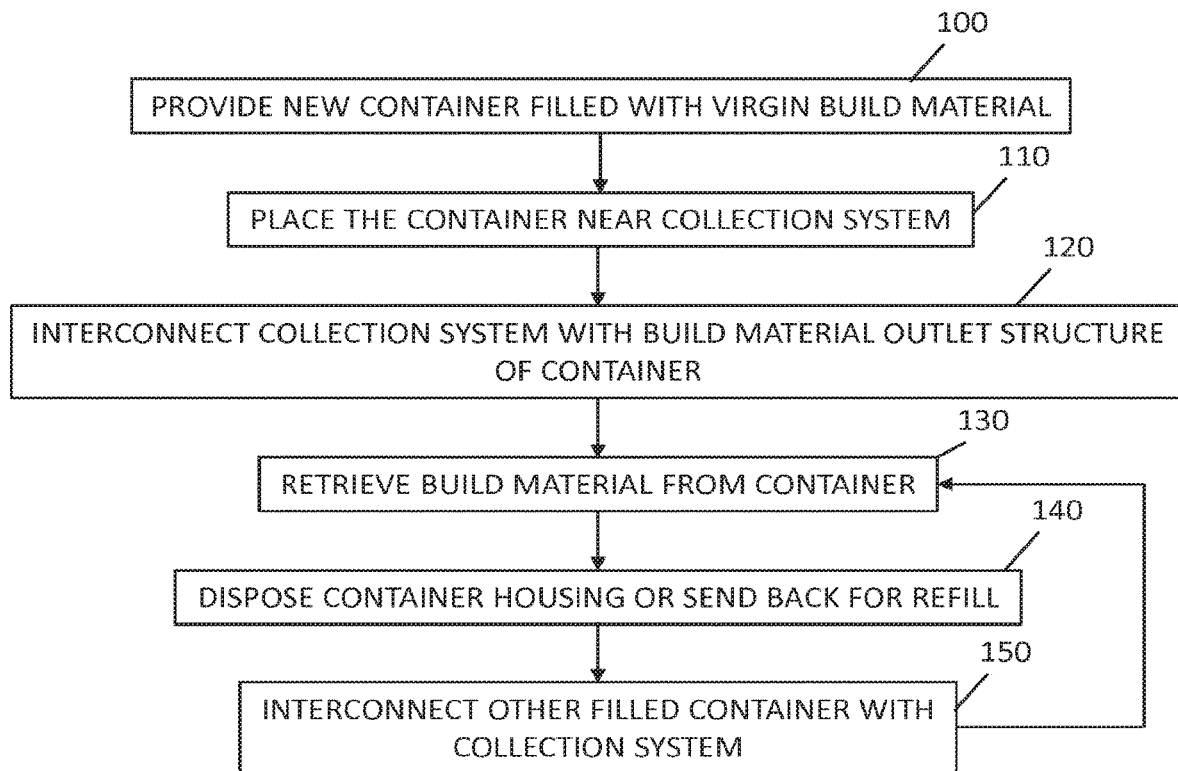 100
PROVIDE NEW CONTAINER FILLED WITH VIRGIN BUILD MATERIAL
110
PLACE THE CONTAINER NEAR COLLECTION SYSTEM
120
INTERCONNECT COLLECTION SYSTEM WITH BUILD MATERIAL OUTLET STRUCTURE
OF CONTAINER
130
RETRIEVE BUILD MATERIAL FROM CONTAINER
140
DISPOSE CONTAINER HOUSING OR SEND BACK FOR REFILL
150
INTERCONNECT OTHER FILLED CONTAINER WITH
COLLECTION SYSTEM